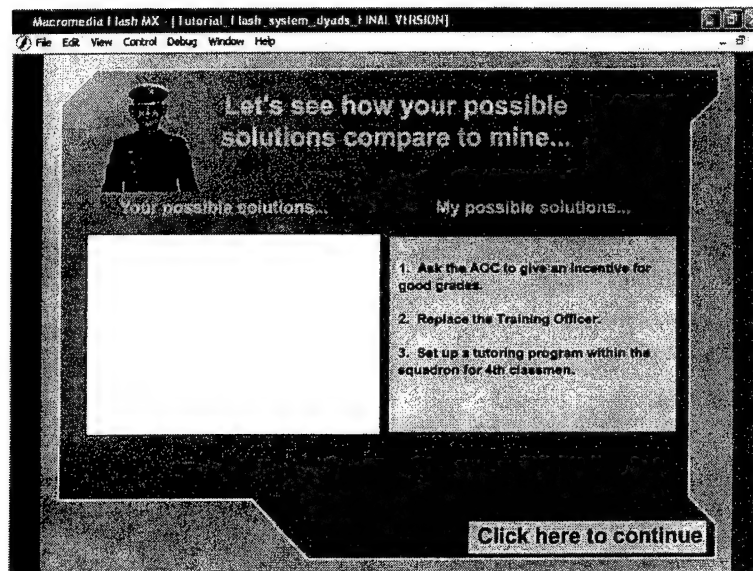 Macromedia Flash MX - [Tutorial_Flash_system_dyads_FINAL VERSION]
File Edit View Control Debug Window Help
Let's see how your possible
solutions compare to mine...
Your possible solutions... My possible solutions...
1. Ask the AOC to give an incentive for
good grades.
2. Replace the Training Officer.
3. Set up a tutoring program within the
squadron for 4th classmen.
Click here to continue